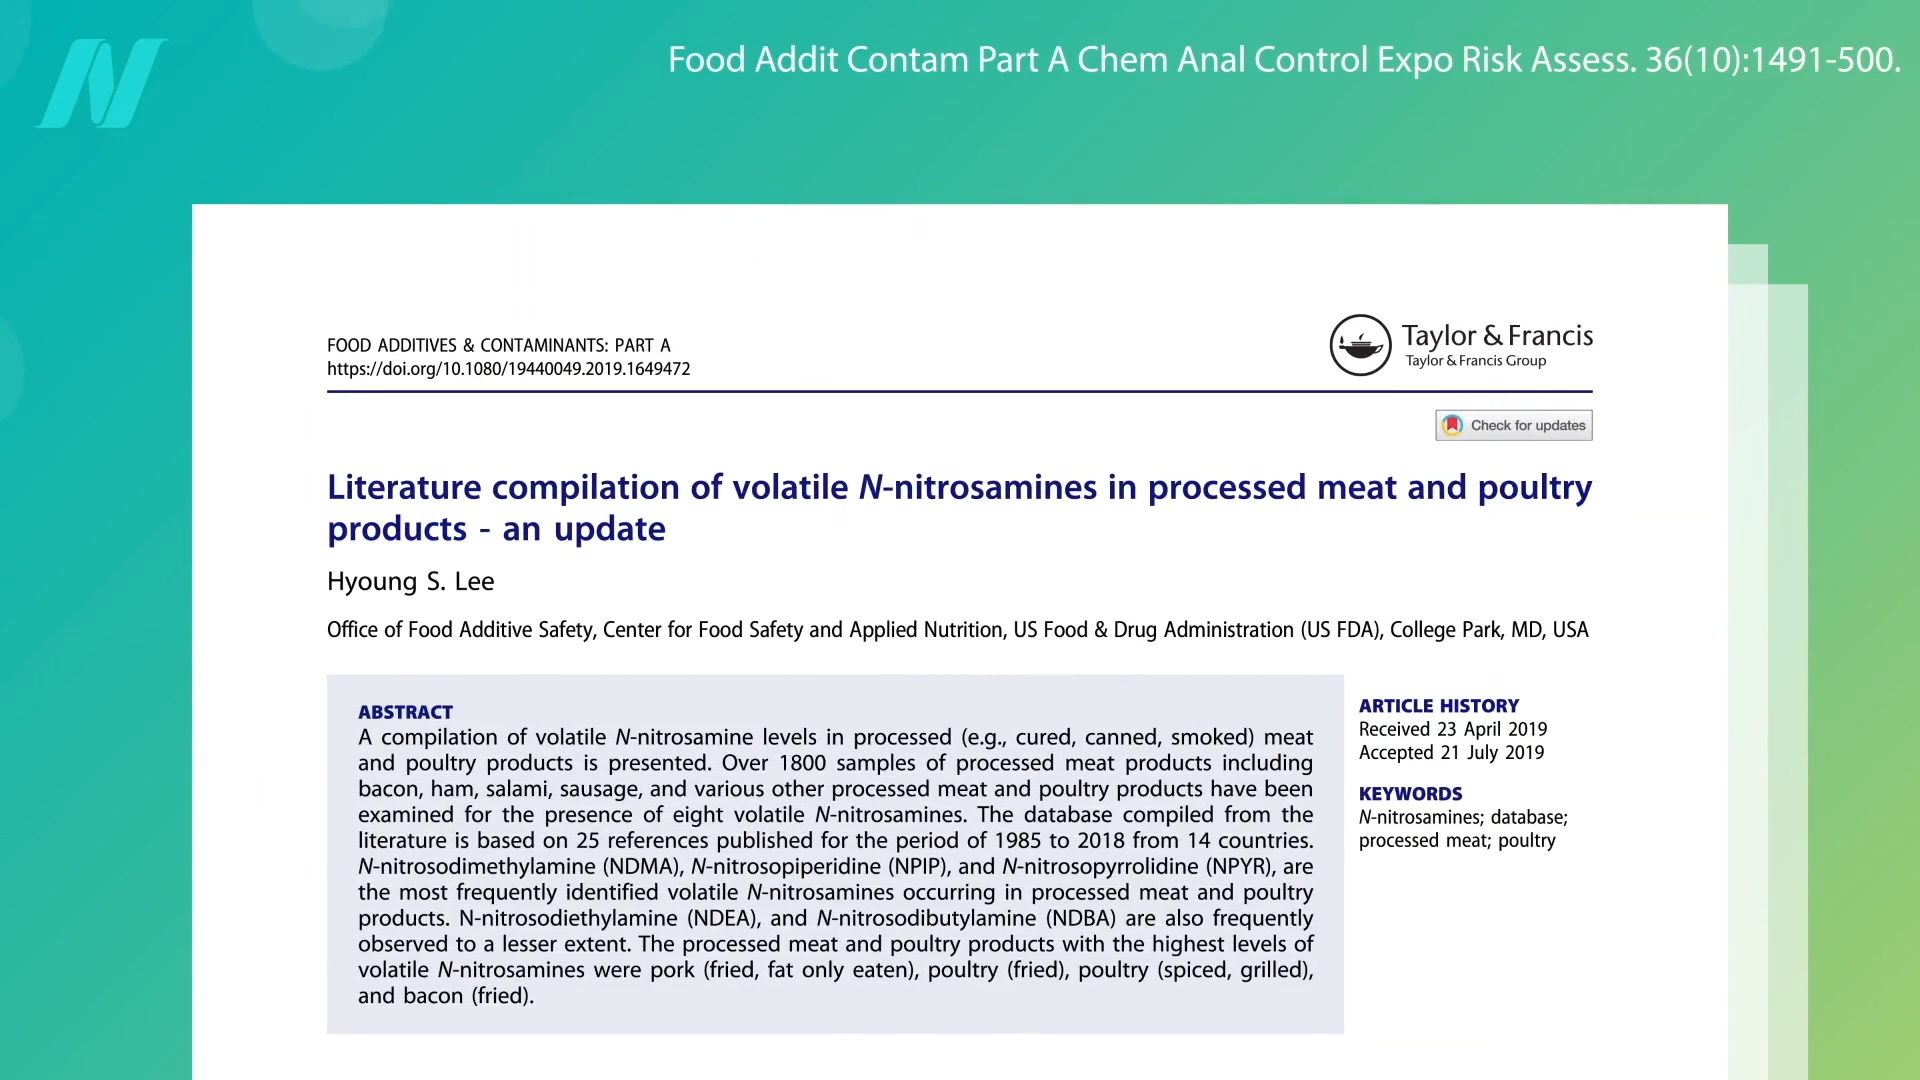 Food Addit Contam Part A Chem Anal Control Expo Risk Assess. 36(10):1491-500.
FOOD ADDITIVES & CONTAMINANTS: PART A
https://doi.org/10.1080/19440049.2019.1649472
Taylor & Francis
Taylor & Francis Group
Check for updates
Literature compilation of volatile N-nitrosamines in processed meat and poultry
products - an update
Hyoung S. Lee
Office of Food Additive Safety, Center for Food Safety and Applied Nutrition, US Food & Drug Administration (US FDA), College Park, MD, USA
ABSTRACT
A compilation of volatile N-nitrosamine levels in processed (e.g., cured, canned, smoked) meat
and poultry products is presented. Over 1800 samples of processed meat products including
bacon, ham, salami, sausage, and various other processed meat and poultry products have been
examined for the presence of eight volatile N-nitrosamines. The database compiled from the
literature is based on 25 references published for the period of 1985 to 2018 from 14 countries.
N-nitrosodimethylamine (NDMA), N-nitrosopiperidine (NPIP), and N-nitrosopyrrolidine (NPYR), are
the most frequently identified volatile N-nitrosamines occurring in processed meat and poultry
products. N-nitrosodiethylamine (NDEA), and N-nitrosodibutylamine (NDBA) are also frequently
observed to a lesser extent. The processed meat and poultry products with the highest levels of
volatile N-nitrosamines were pork (fried, fat only eaten), poultry (fried), poultry (spiced, grilled),
and bacon (fried).
ARTICLE HISTORY
Received 23 April 2019
Accepted 21 July 2019
KEYWORDS
N-nitrosamines; database;
processed meat; poultry